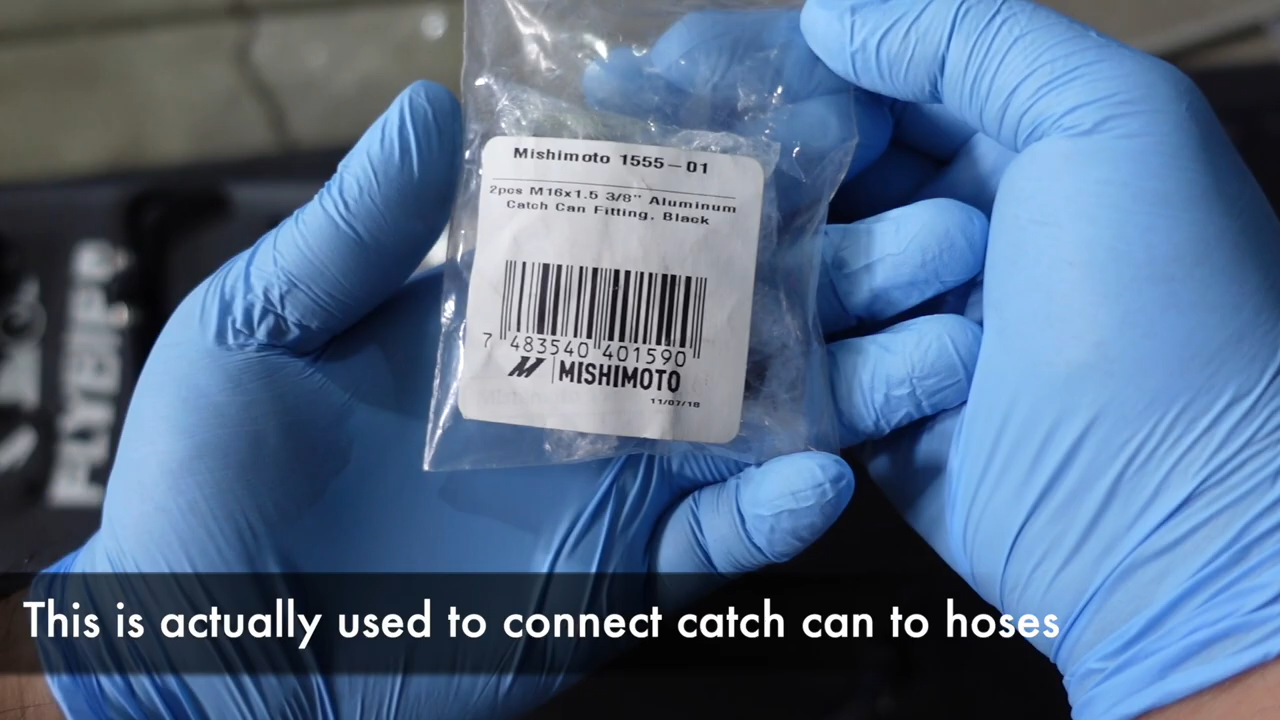 Mishimoto 1555-01
2pcs M16x1.5 3/8" Aluminum
Catch Can Fitting, Black
7 483540 401590
MISHIMOTO
11/07/18
FLYBIPS
This is actually used to connect catch can to hoses